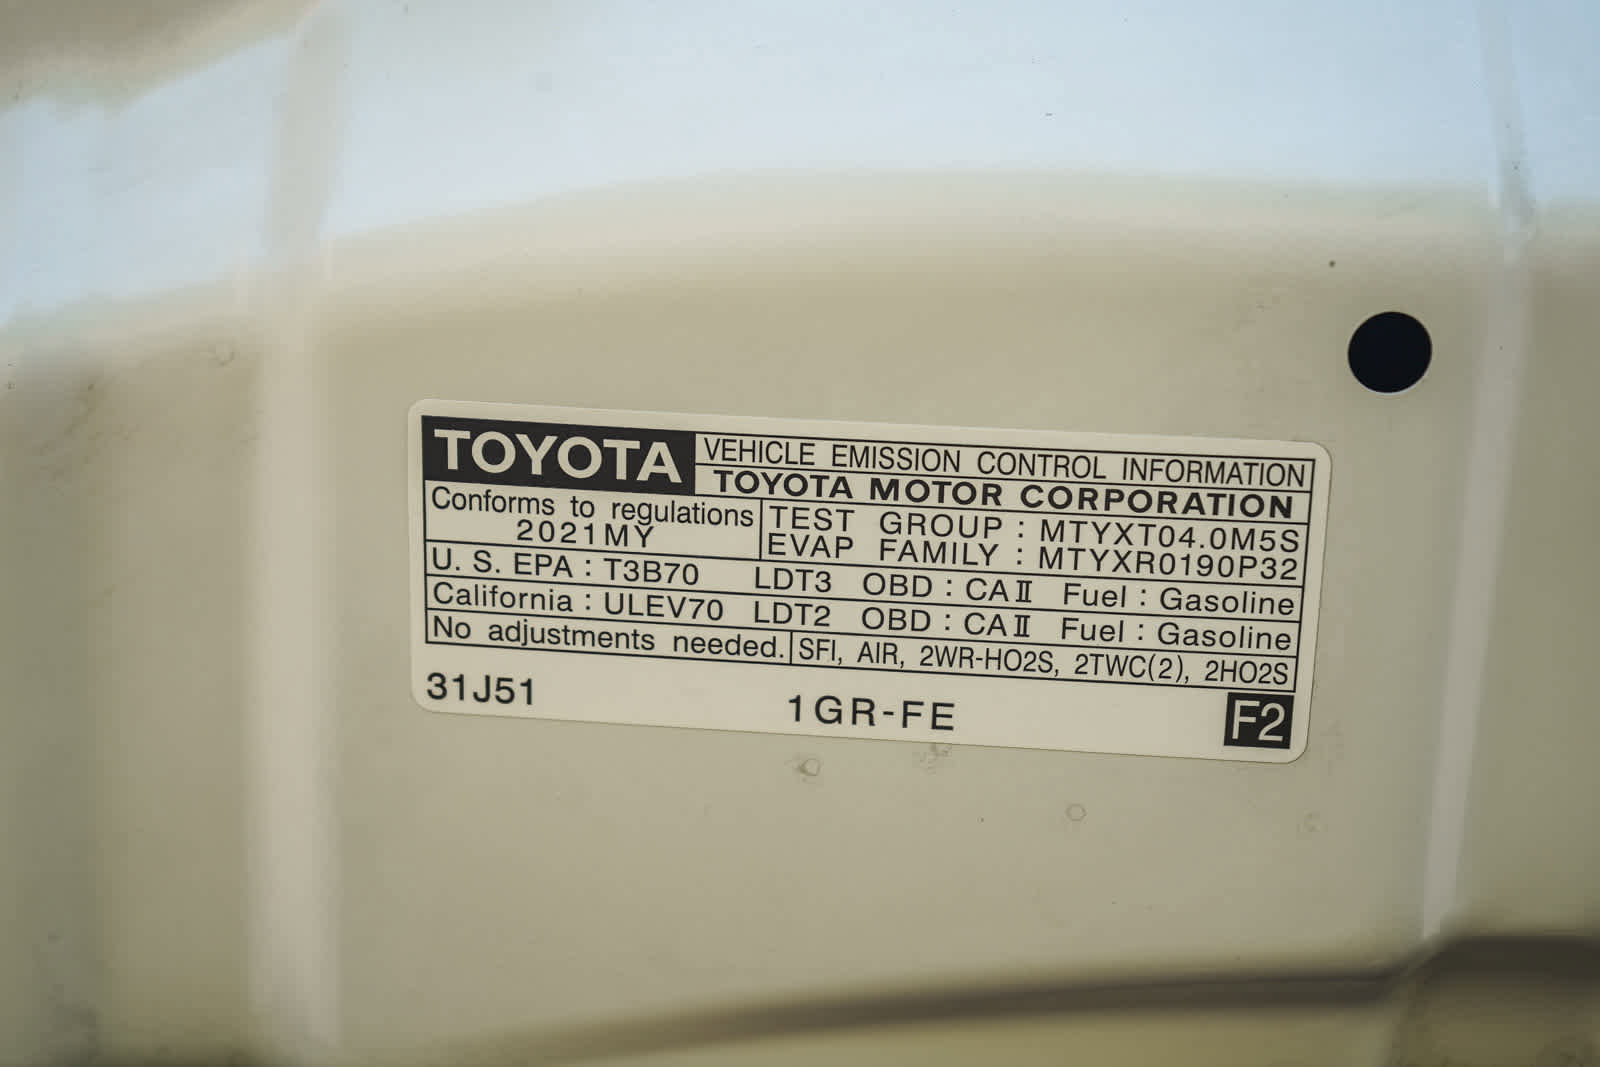 TOYOTA VEHICLE EMISSION CONTROL INFORMATION
TOYOTA MOTOR CORPORATION
Conforms to regulations
2021MY
TEST GROUP : MTYXT04.0M5S
EVAP FAMILY : MTYXR0190P32
U. S. EPA : T3B70 LDT3 OBD : CAⅡ Fuel : Gasoline
California : ULEV70 LDT2 OBD : CAⅡ Fuel : Gasoline
No adjustments needed. SFI, AIR, 2WR-HO2S, 2TWC(2), 2HO2S
31J51 1GR-FE F2